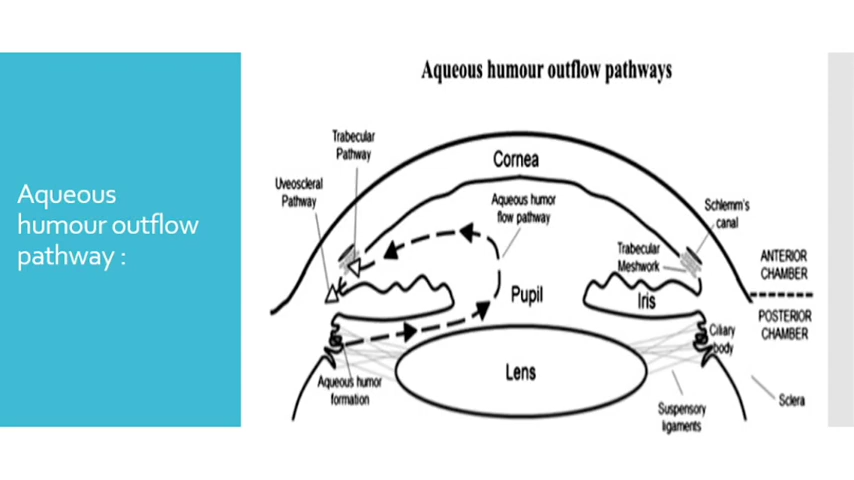 Aqueous
humour outflow
pathway :
Aqueous humour outflow pathways
Trabecular
Pathway
Cornea
Uveoscleral
Pathway
Aqueous humor
flow pathway
Schlemm's
canal
Trabecular
Meshwork
ANTERIOR
CHAMBER
Pupil
Iris
POSTERIOR
CHAMBER
Ciliary
body
Lens
Aqueous humor
formation
Suspensory
ligaments
Sclera